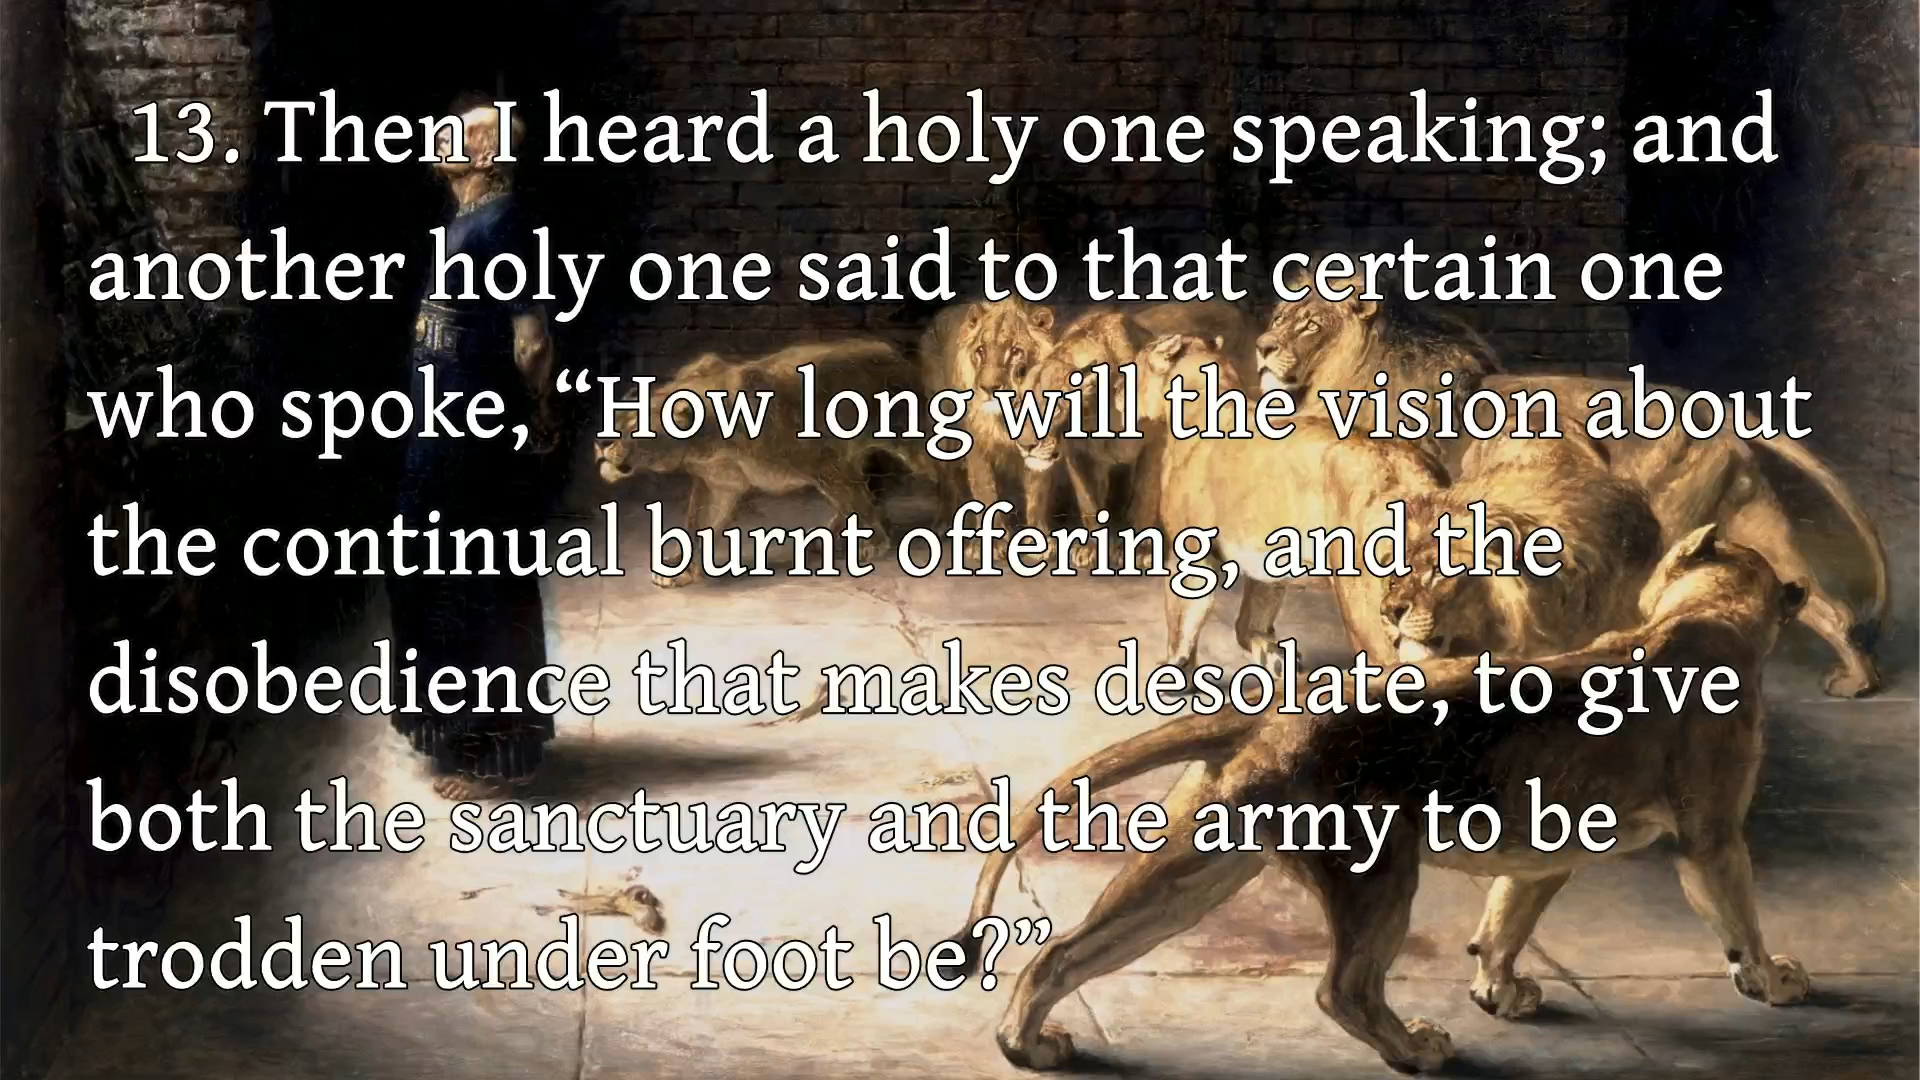 13. Then I heard a holy one speaking; and
another holy one said to that certain one
who spoke, “How long will the vision about
the continual burnt offering, and the
disobedience that makes desolate, to give
both the sanctuary and the army to be
trodden under foot be?”